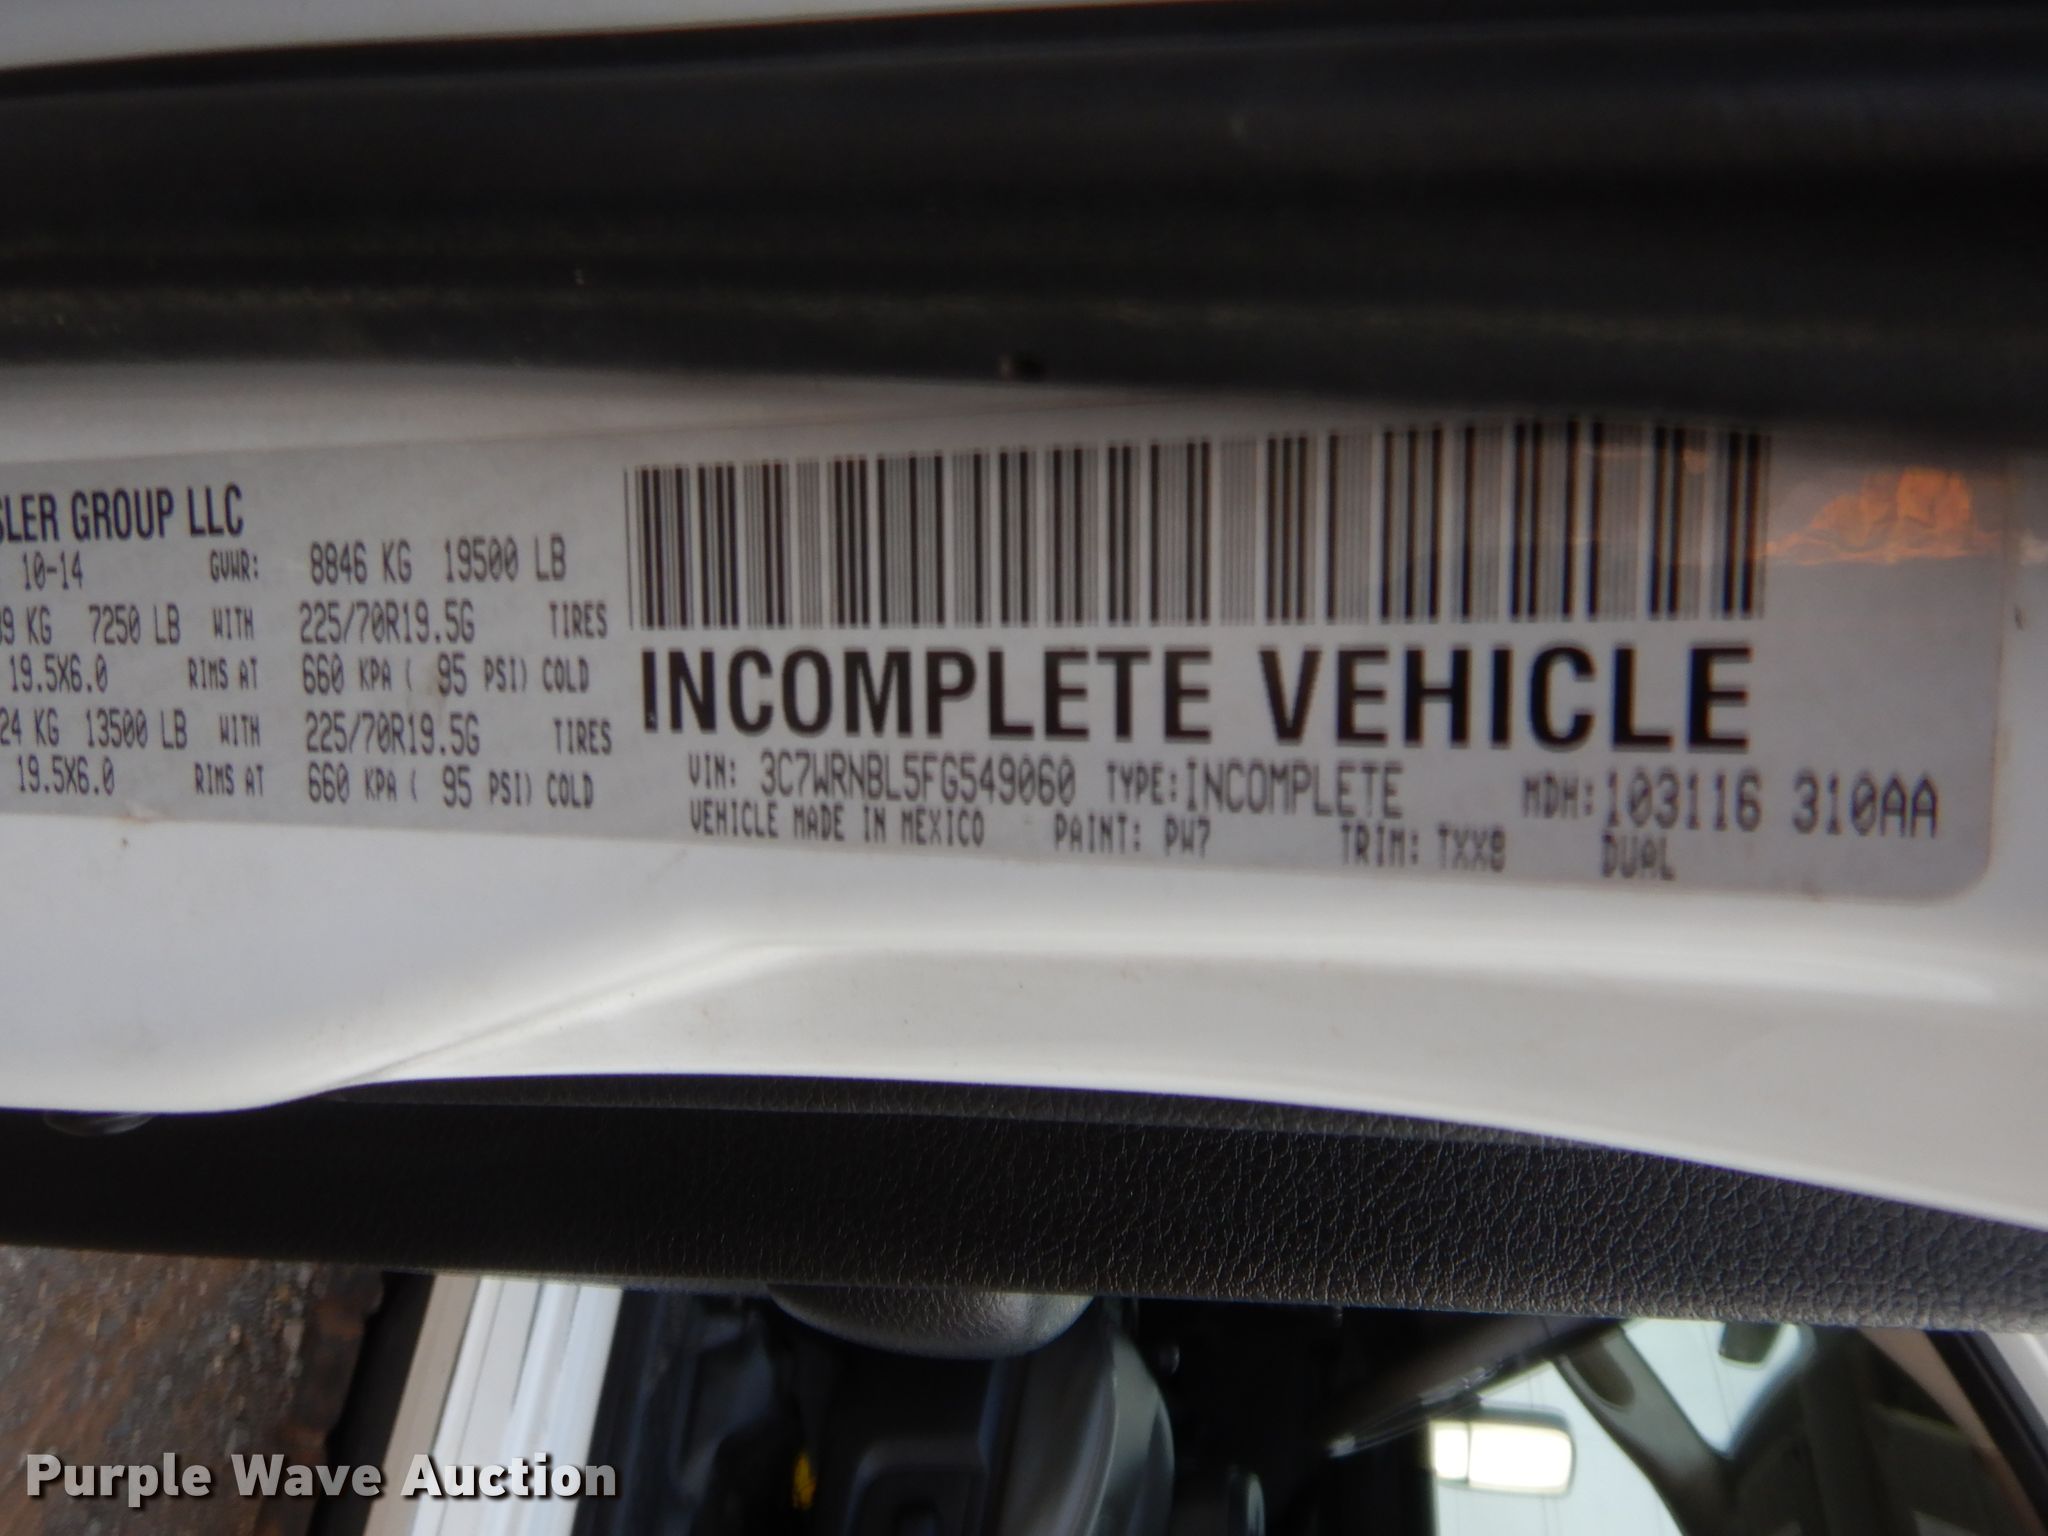 SLER GROUP LLC
10-14 GVWR: 8846 KG 19500 LB
39 KG 7250 LB WITH 225/70R19.5G TIRES
19.5X6.0 RIMS AT 660 KPA ( 95 PSI) COLD
24 KG 13500 LB WITH 225/70R19.5G TIRES
19.5X6.0 RIMS AT 660 KPA ( 95 PSI) COLD
INCOMPLETE VEHICLE
VIN: 3C7WRNBL5FG549060 TYPE: INCOMPLETE MDH: 103116 310AA
VEHICLE MADE IN MEXICO PAINT: PW7 TRIM: TXX8 DUAL
Purple Wave Auction